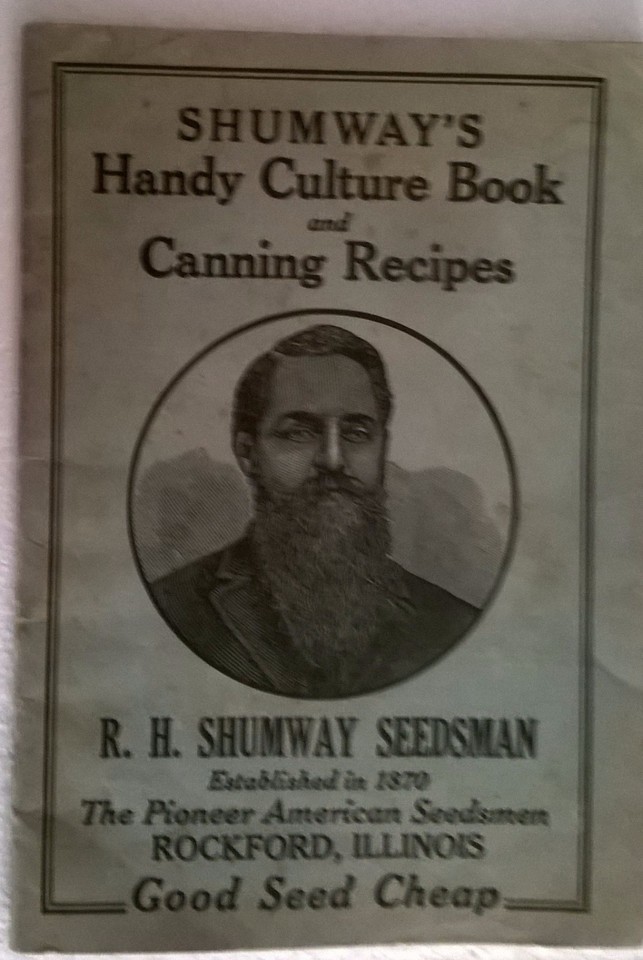 SHUMWAY'S
Handy Culture Book
and
Canning Recipes
R. H. SHUMWAY SEEDSMAN
Established in 1870
The Pioneer American Seedsmen
ROCKFORD, ILLINOIS
Good Seed Cheap